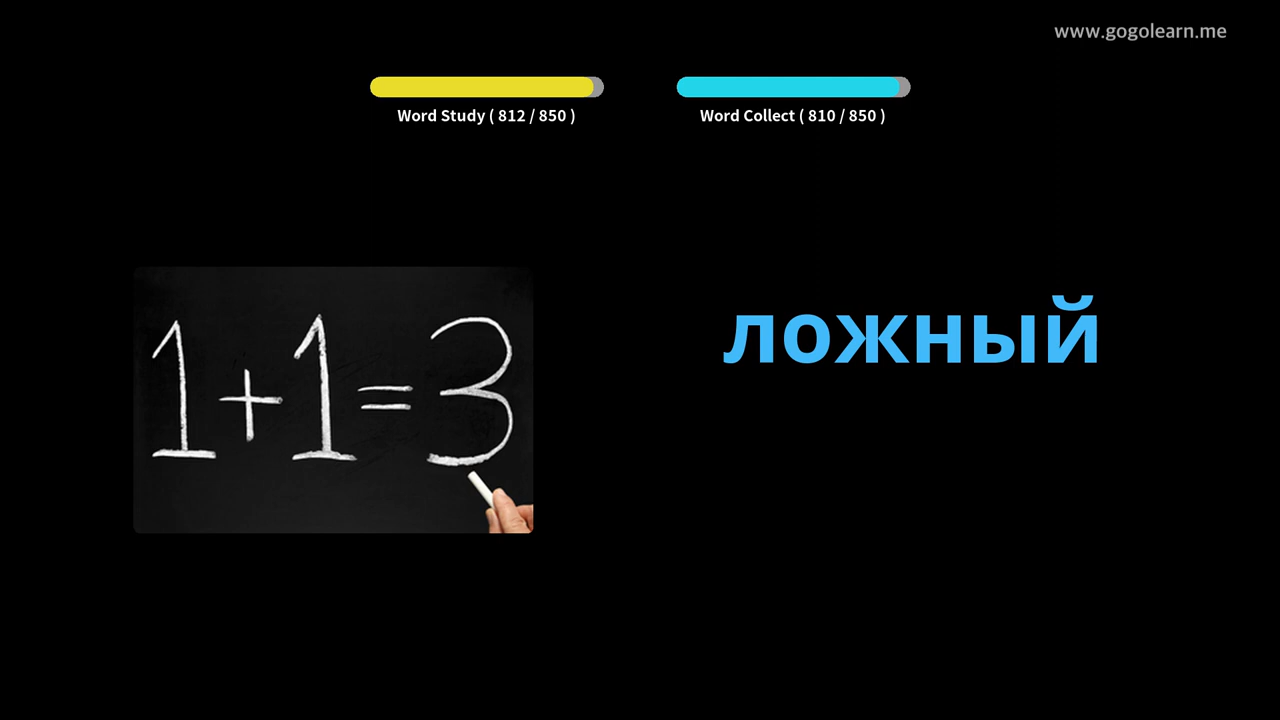 www.gogolearn.me
Word Study ( 812 / 850 )
Word Collect ( 810 / 850 )
1+1=3
ложный